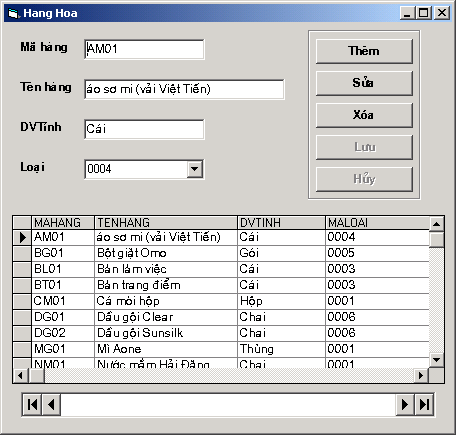 Hang Hoa
Mã hàng AM01
Tên hàng áo sơ mi (vải Việt Tiến)
DVTính Cái
Loại 0004
Thêm
Sửa
Xóa
Lưu
Hủy
MAHANG TENHANG DVTINH MALOAI
AM01 áo sơ mi (vải Việt Tiến) Cái 0004
BG01 Bột giặt Omo Gói 0005
BL01 Bàn làm việc Cái 0003
BT01 Bàn trang điểm Cái 0003
CM01 Cá mòi hộp Hộp 0001
DG01 Dầu gội Clear Chai 0006
DG02 Dầu gội Sunsilk Chai 0006
MG01 Mì Aone Thùng 0001
NM01 Nước mắm Hải Đăng Chai 0001